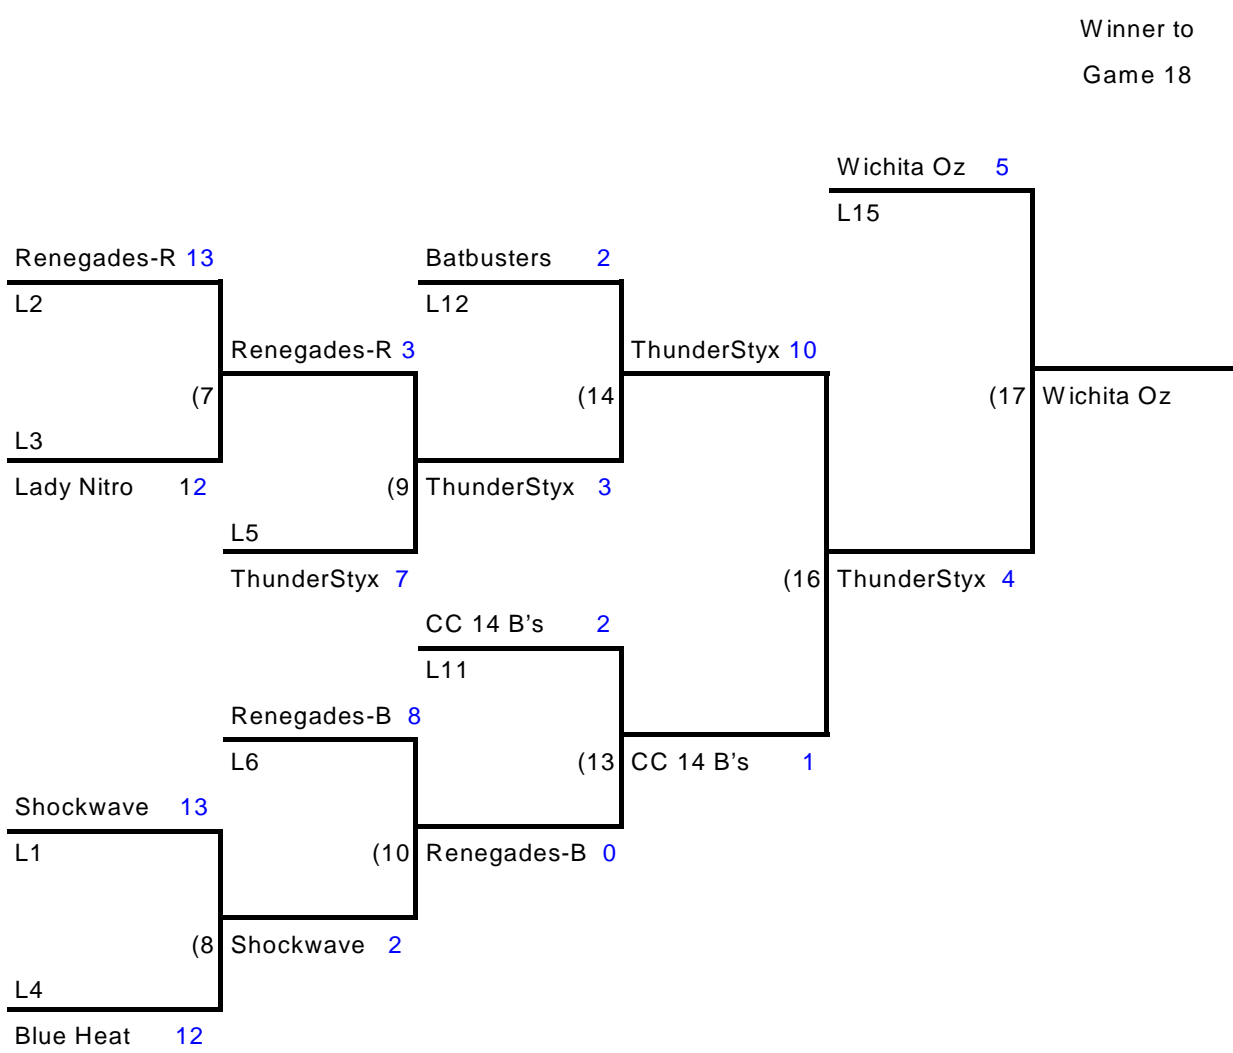 Winner to
Game 18
Wichita Oz 5
L15
Renegades-R 13
Batbusters 2
L2
L12
Renegades-R 3
ThunderStyx 10
(7
(14
(17
Wichita Oz
L3
Lady Nitro 12
(9
ThunderStyx 3
L5
ThunderStyx 7
(16
ThunderStyx 4
CC 14 B’s 2
L11
Renegades-B 8
L6
(13
CC 14 B’s 1
Shockwave 13
L1
(10
Renegades-B 0
(8
Shockwave 2
L4
Blue Heat 12